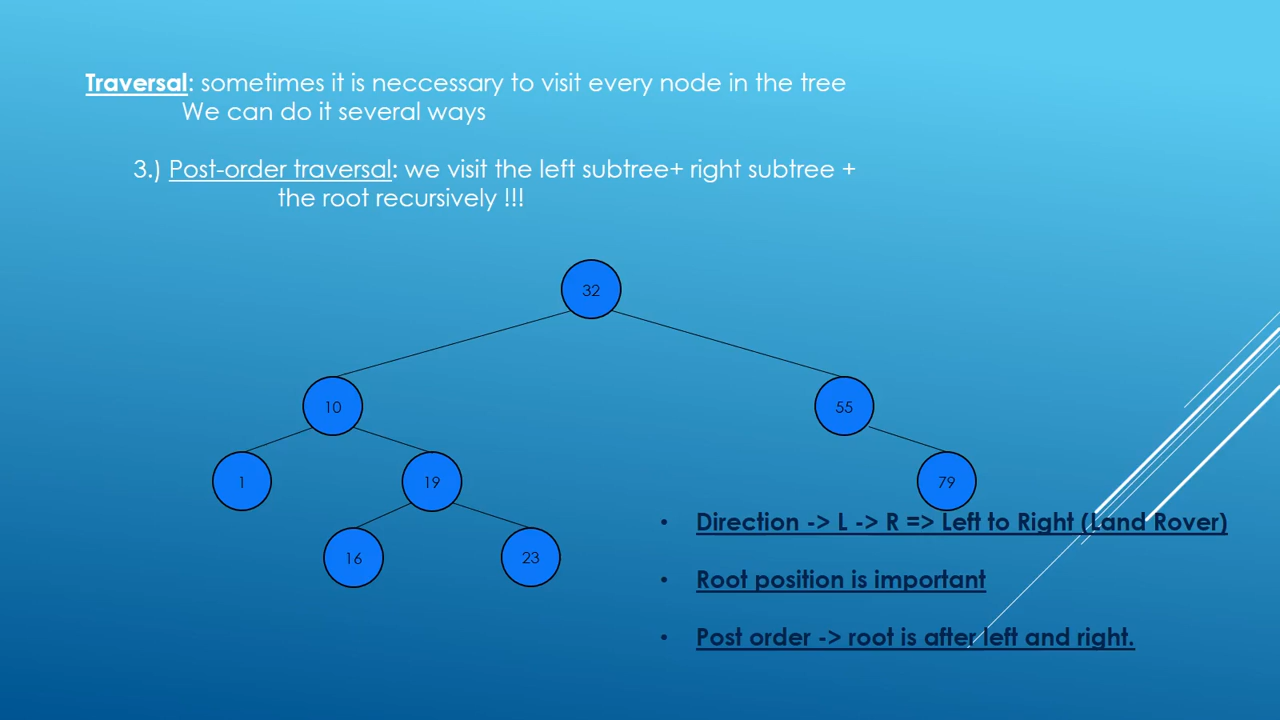 Traversal: sometimes it is neccessary to visit every node in the tree
We can do it several ways
3.) Post-order traversal: we visit the left subtree+ right subtree +
the root recursively !!!
32
10
55
1
19
79
16
23
• Direction -> L -> R => Left to Right (Land Rover)
• Root position is important
• Post order -> root is after left and right.